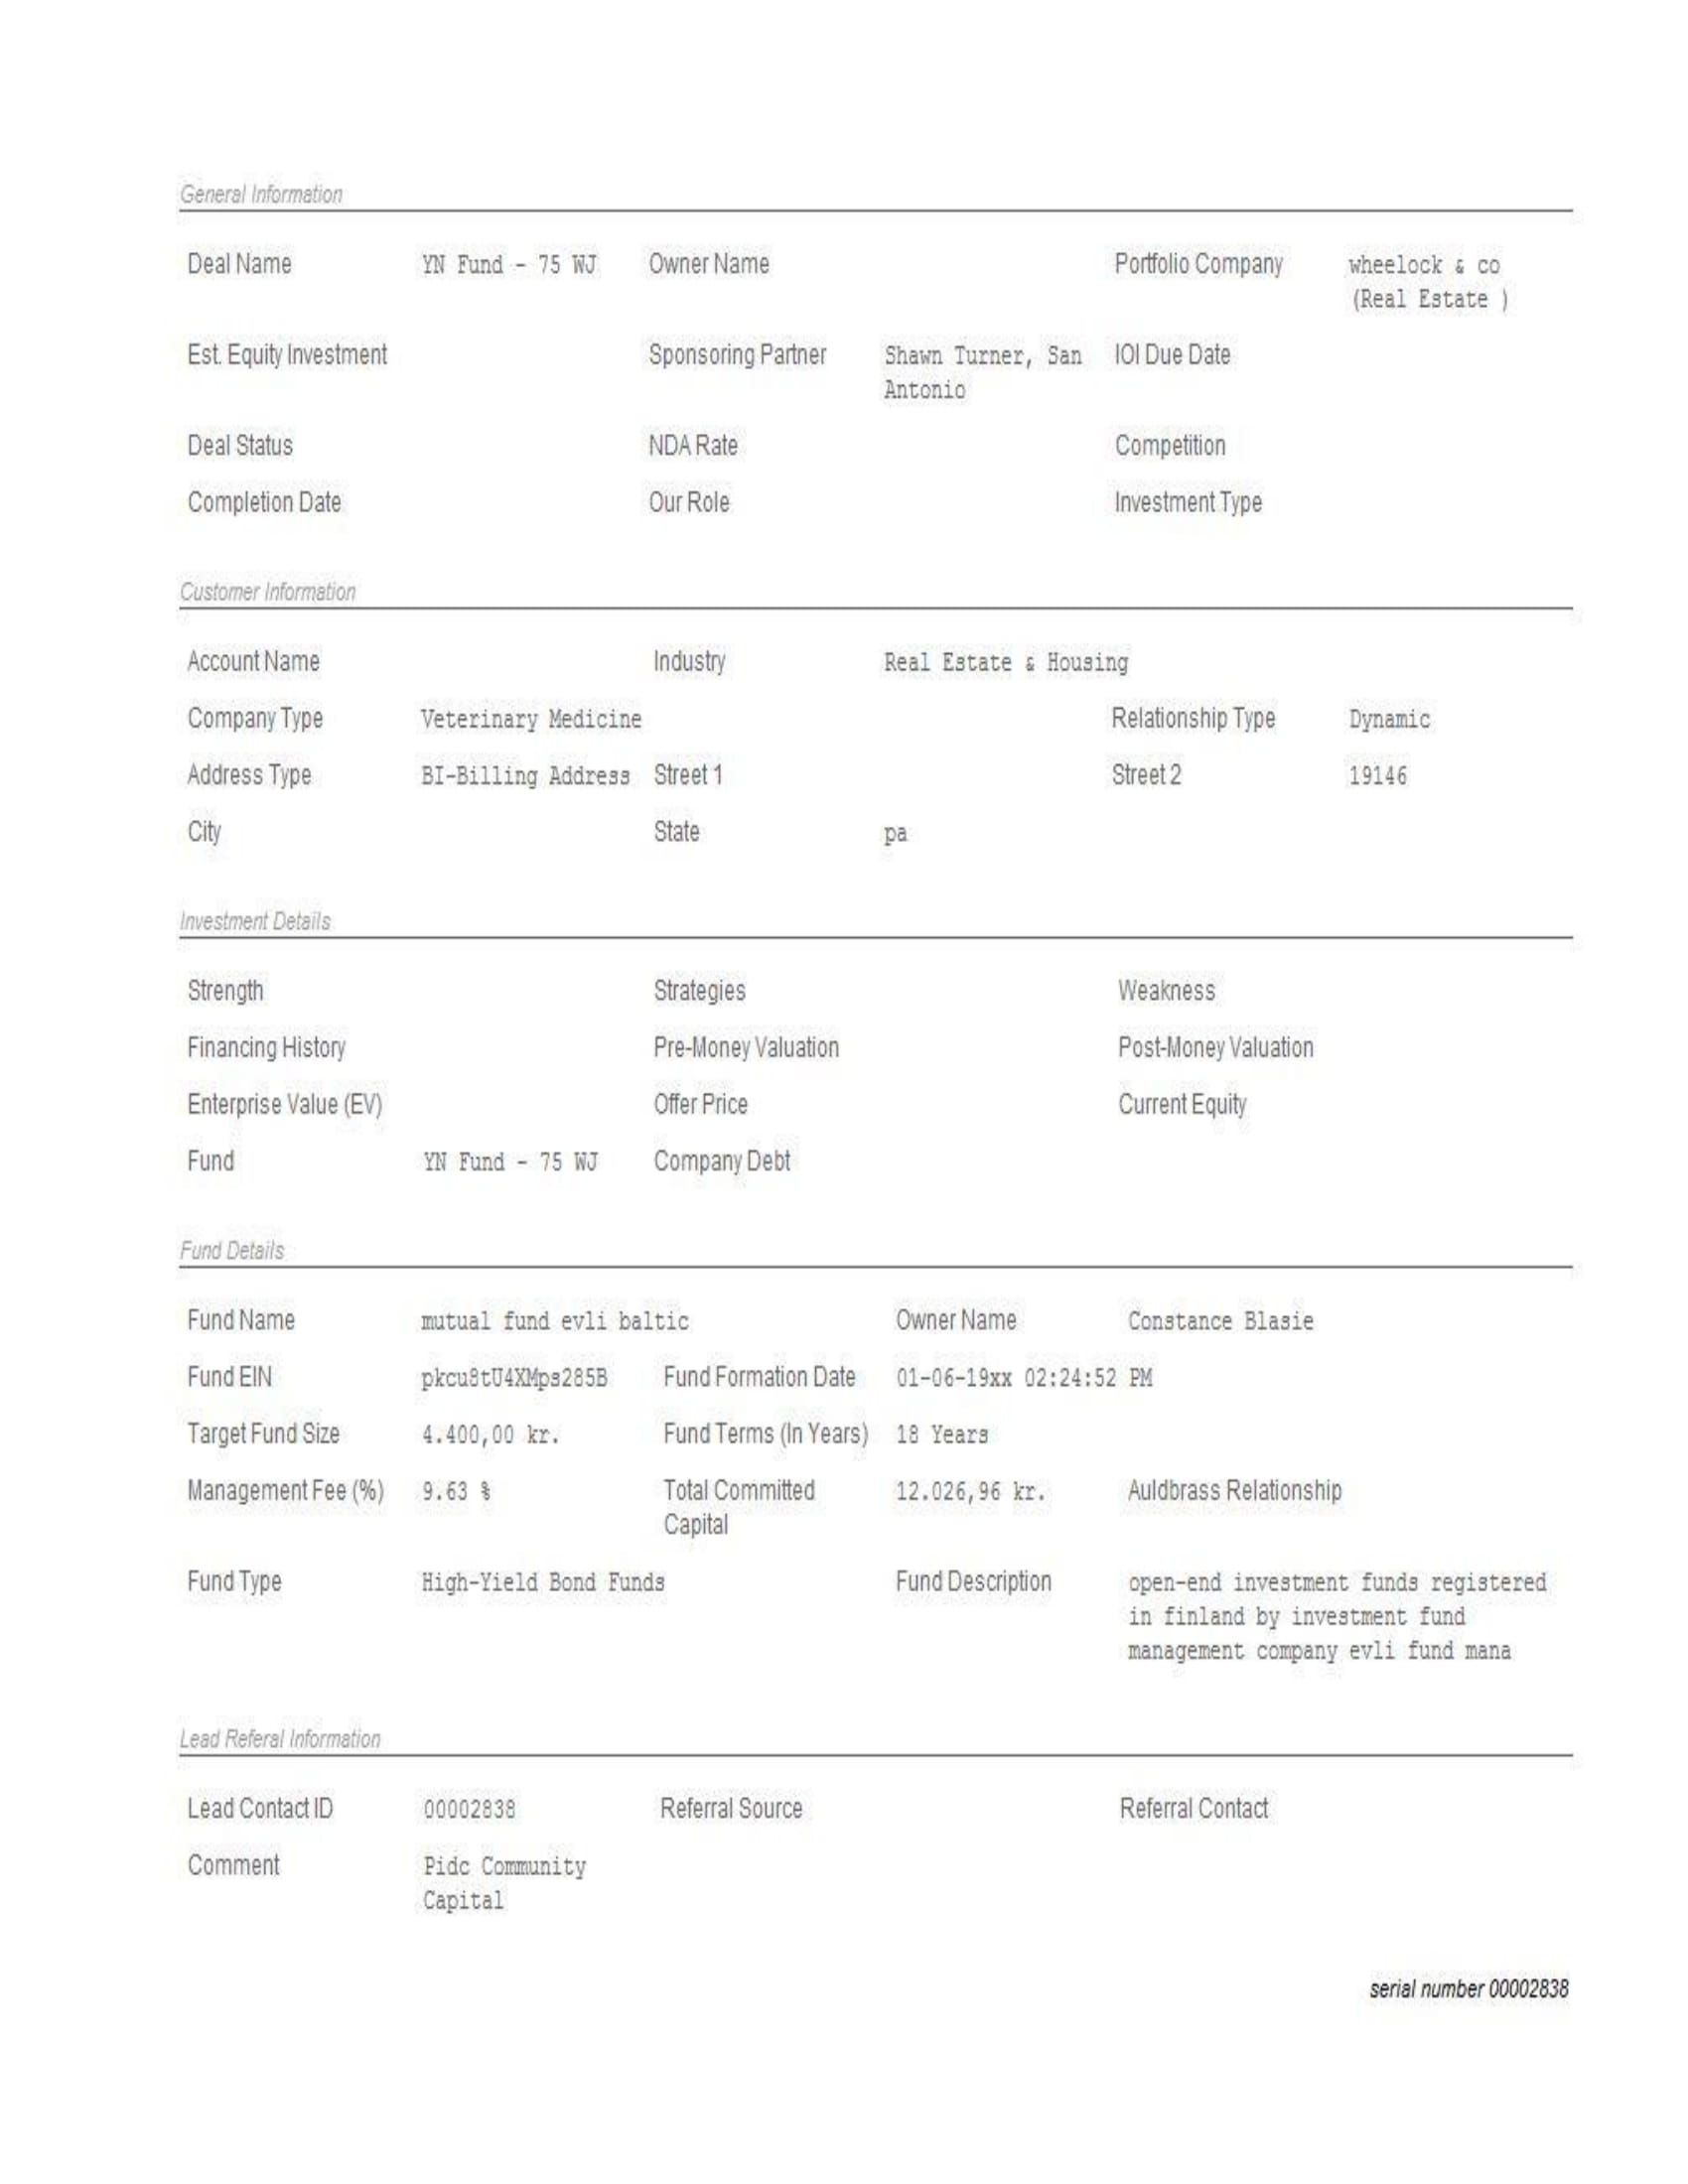 General Information
Deal Name YN Fund - 75 WJ Owner Name Portfolio Company wheelock & co
(Real Estate )
Est. Equity Investment Sponsoring Partner Shawn Turner, San IOI Due Date
Antonio
Deal Status NDA Rate Competition
Completion Date Our Role Investment Type
Customer Information
Account Name Industry Real Estate & Housing
Company Type Veterinary Medicine Relationship Type Dynamic
Address Type BI-Billing Address Street 1 Street 2 19146
City State pa
Investment Details
Strength Strategies Weakness
Financing History Pre-Money Valuation Post-Money Valuation
Enterprise Value (EV) Offer Price Current Equity
Fund YN Fund - 75 WJ Company Debt
Fund Details
Fund Name mutual fund evli baltic Owner Name Constance Blasie
Fund EIN pkcu8tU4XMps285B Fund Formation Date 01-06-19xx 02:24:52 PM
Target Fund Size 4.400,00 kr. Fund Terms (In Years) 18 Years
Management Fee (%) 9.63 % Total Committed 12.026,96 kr. Auldbrass Relationship
Capital
Fund Type High-Yield Bond Funds Fund Description open-end investment funds registered
in finland by investment fund
management company evli fund mana
Lead Referal Information
Lead Contact ID 00002838 Referral Source Referral Contact
Comment Pidc Community
Capital
serial number 00002838